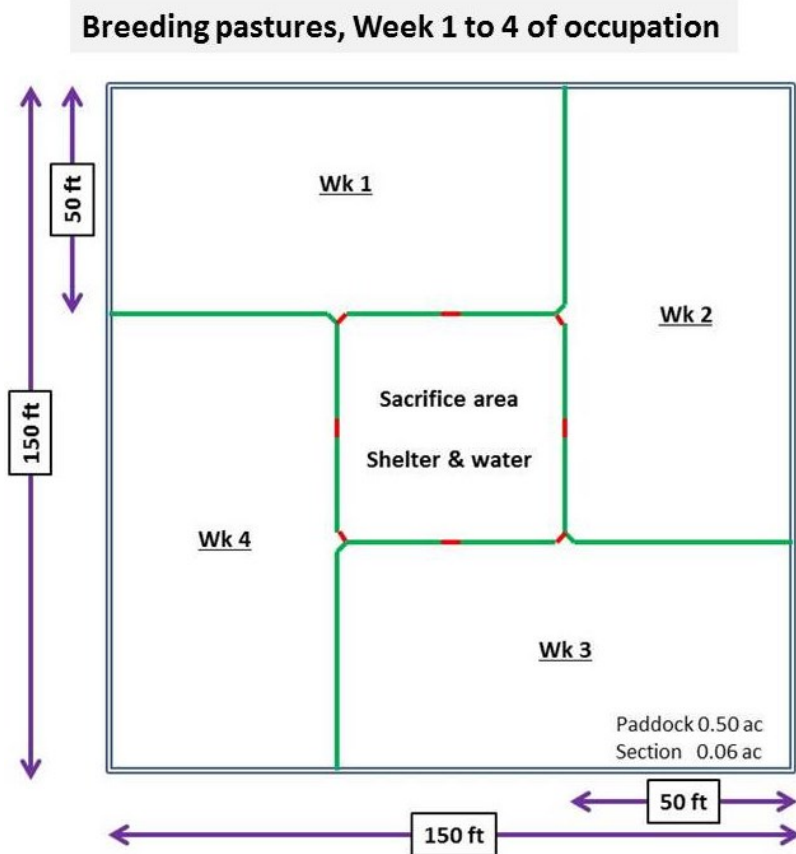 Breeding pastures, Week 1 to 4 of occupation
50 ft
150 ft
Wk 1
Wk 2
Sacrifice area
Shelter & water
Wk 4
Wk 3
Paddock 0.50 ac
Section 0.06 ac
50 ft
150 ft